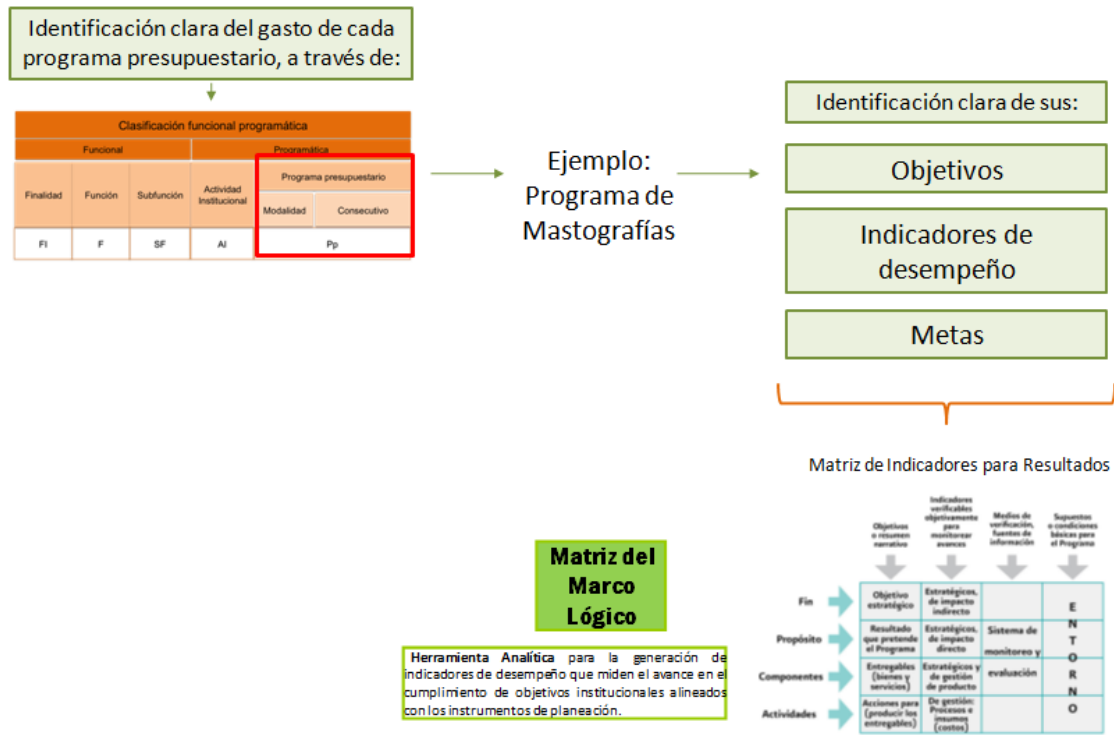 Identificación clara del gasto de cada
programa presupuestario, a través de:
Clasificación funcional programática
Funcional
Programática
Finalidad
Función
Subfunción
Actividad
Institucional
Programa presupuestario
Modalidad
Consecutivo
FI
F
SF
AI
Pp
Ejemplo:
Programa de
Mastografías
Identificación clara de sus:
Objetivos
Indicadores de
desempeño
Metas
Matriz de Indicadores para Resultados
Matriz del
Marco
Lógico
Herramienta Analítica para la generación de
indicadores de desempeño que miden el avance en el
cumplimiento de objetivos institucionales alineados
con los instrumentos de planeación.
Objetivos
o resumen
narrativo
Indicadores
verificables
objetivamente
para
monitorear
avances
Medios de
verificación,
fuentes de
información
Supuestos
o condiciones
básicas para
el Programa
Fin
Objetivo
estratégico
Estratégicos,
de impacto
indirecto
Propósito
Resultado
que pretende
el Programa
Estratégicos,
de impacto
directo
Componentes
Entregables
(bienes y
servicios)
Estratégicos y
de gestión
de producto
Actividades
Acciones para
(producir los
entregables)
De gestión:
Procesos e
insumos
(costos)
Sistema de
monitoreo y
evaluación
E
N
T
O
R
N
O